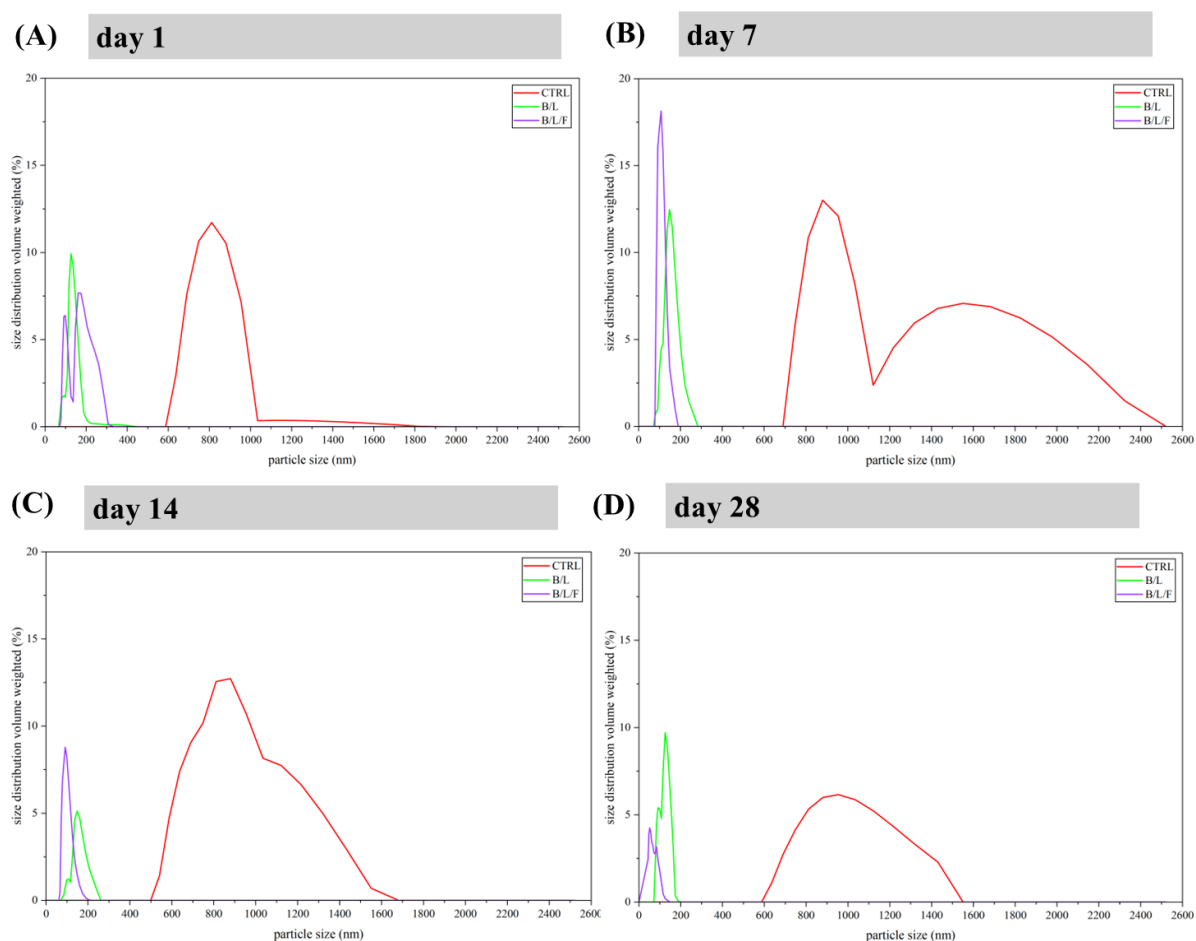 (A) day 1
20
15
10
5
0
size distribution volume weighted (%)
CTRL
B/L
B/L/F
0 200 400 600 800 1000 1200 1400 1600 1800 2000 2200 2400 2600
particle size (nm)
(B) day 7
20
15
10
5
0
size distribution volume weighted (%)
CTRL
B/L
B/L/F
0 200 400 600 800 1000 1200 1400 1600 1800 2000 2200 2400 2600
particle size (nm)
(C) day 14
20
15
10
5
0
size distribution volume weighted (%)
CTRL
B/L
B/L/F
0 200 400 600 800 1000 1200 1400 1600 1800 2000 2200 2400 2600
particle size (nm)
(D) day 28
20
15
10
5
0
size distribution volume weighted (%)
CTRL
B/L
B/L/F
0 200 400 600 800 1000 1200 1400 1600 1800 2000 2200 2400 2600
particle size (nm)